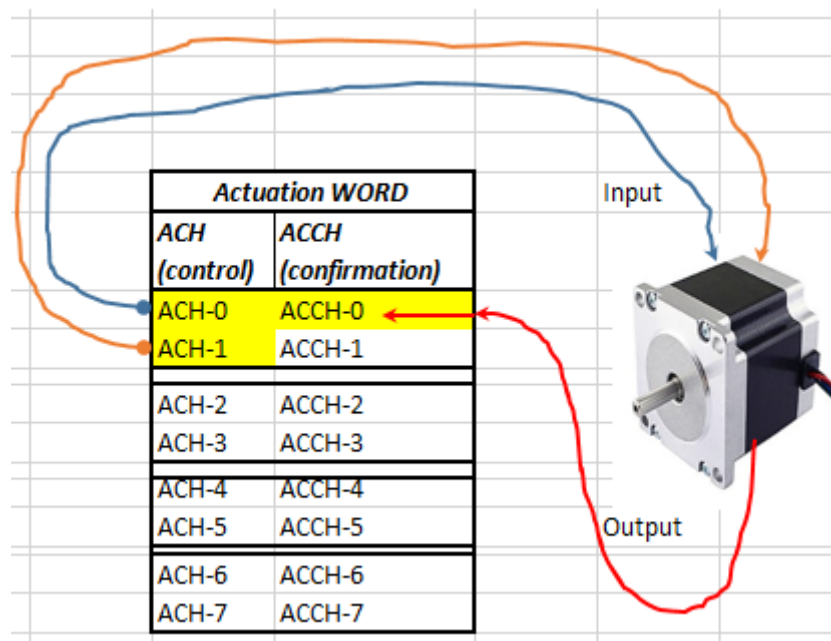 Actuation WORD
Input
ACH ACCH
(control) (confirmation)
ACH-0 ACCH-0
ACH-1 ACCH-1
ACH-2 ACCH-2
ACH-3 ACCH-3
ACH-4 ACCH-4
ACH-5 ACCH-5
Output
ACH-6 ACCH-6
ACH-7 ACCH-7